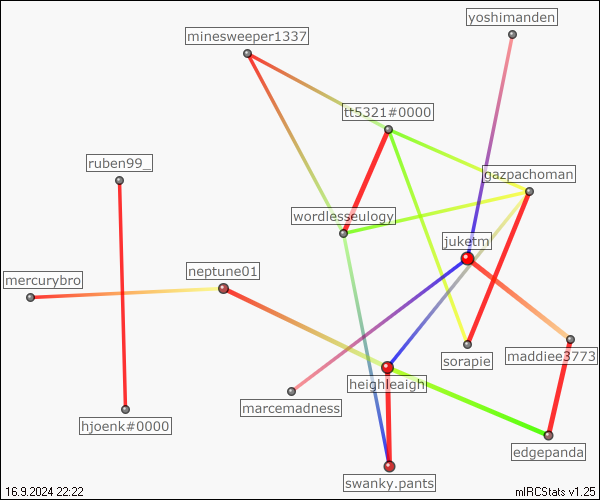 yoshimanden
minesweeper1337
tt5321#0000
ruben99_
gazpachoman
wordlesseulogy
juketm
neptune01
mercurybro
maddiee3773
sorapie
heighleaigh
marcemadness
hjoenk#0000
edgepanda
swanky.pants
16.9.2024 22:22
mIRCStats v1.25